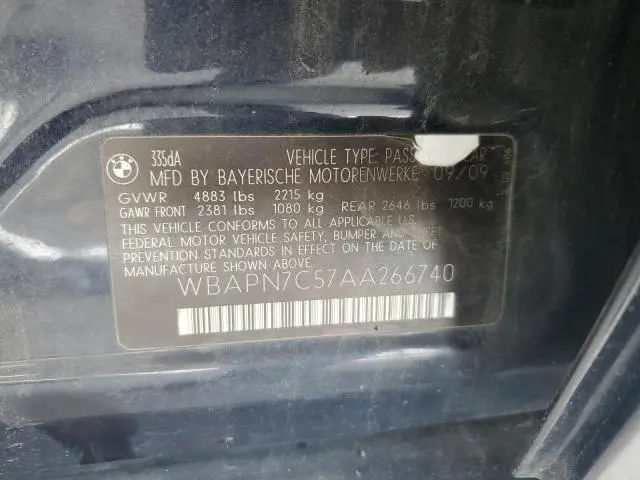 BMW
335dA
VEHICLE TYPE: PASS CAR
MFD BY BAYERISCHE MOTORENWERKE 09/09
GVWR 4883 lbs 2215 kg
GAWR FRONT 2381 lbs 1080 kg REAR 2646 lbs 1200 kg
THIS VEHICLE CONFORMS TO ALL APPLICABLE U.S.
FEDERAL MOTOR VEHICLE SAFETY, BUMPER AND THEFT
PREVENTION STANDARDS IN EFFECT ON THE DATE OF
MANUFACTURE SHOWN ABOVE
WBAPN7C57AA266740